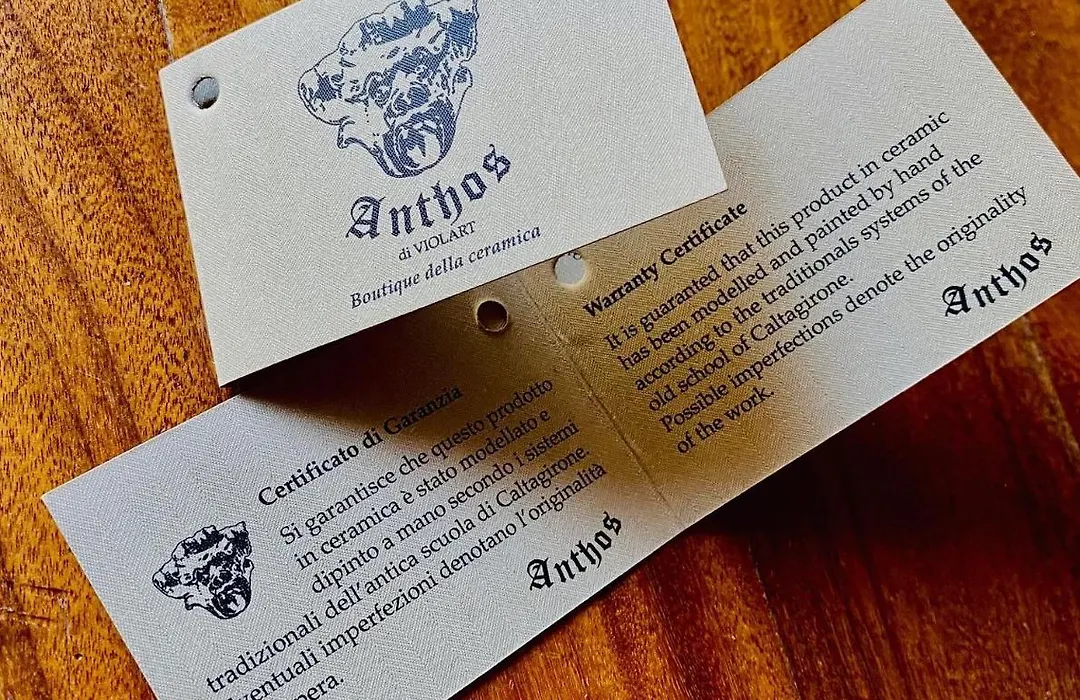 Anthos
di VIOLART
Boutique della ceramica
Certificato di Garanzia
Si garantisce che questo prodotto
in ceramica è stato modellato e
dipinto a mano secondo i sistemi
tradizionali dell'antica scuola di Caltagirone.
ventuali imperfezioni denotano l'originalità
pera.
Anthos
Warranty Certificate
It is guaranted that this product in ceramic
has been modelled and painted by hand
according to the traditionals systems of the
old school of Caltagirone.
Possible imperfections denote the originality
of the work.
Anthos